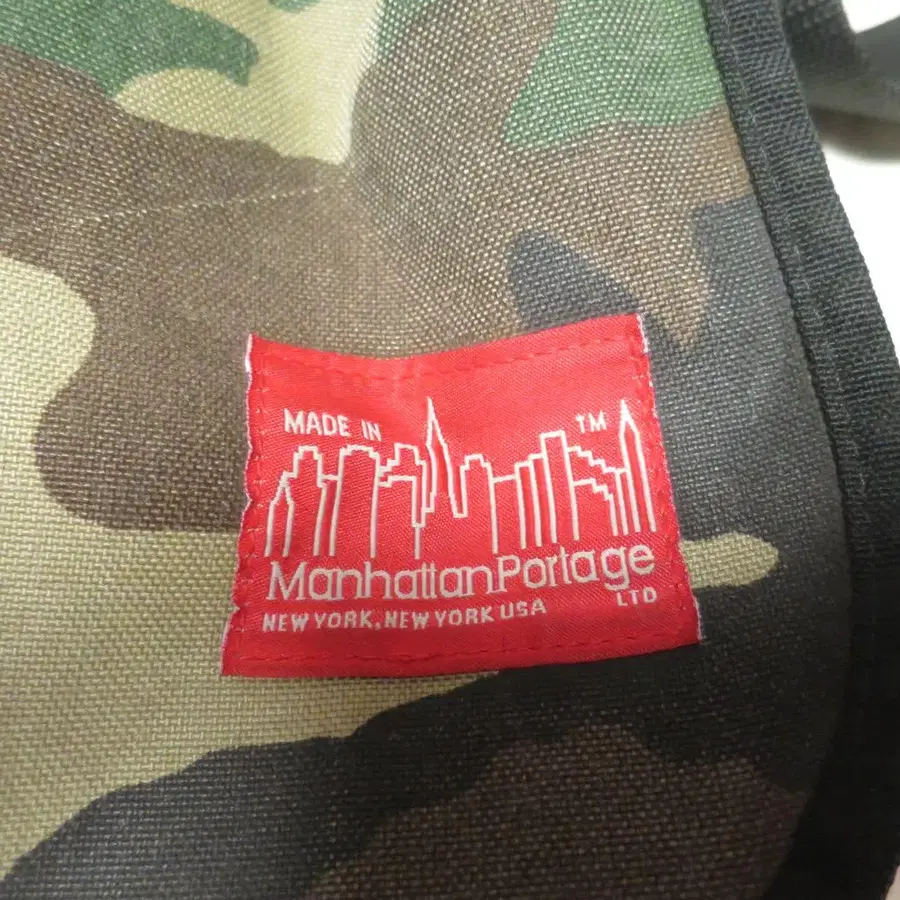 MADE IN
TM
ManhattanPortage
LTD
NEW YORK, NEW YORK USA